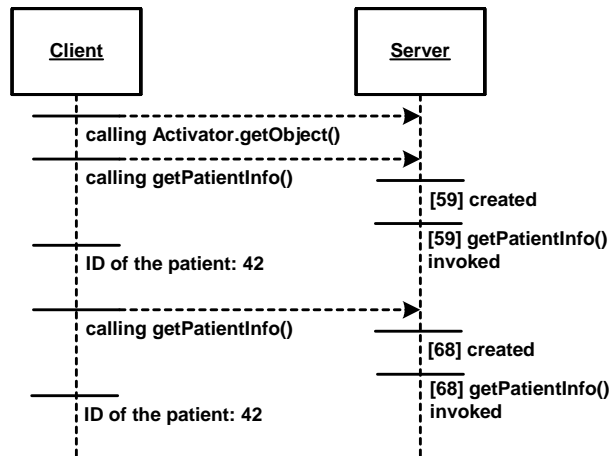 Client
Server
calling Activator.getObject()
calling getPatientInfo()
[59] created
[59] getPatientInfo()
invoked
ID of the patient: 42
calling getPatientInfo()
[68] created
[68] getPatientInfo()
invoked
ID of the patient: 42